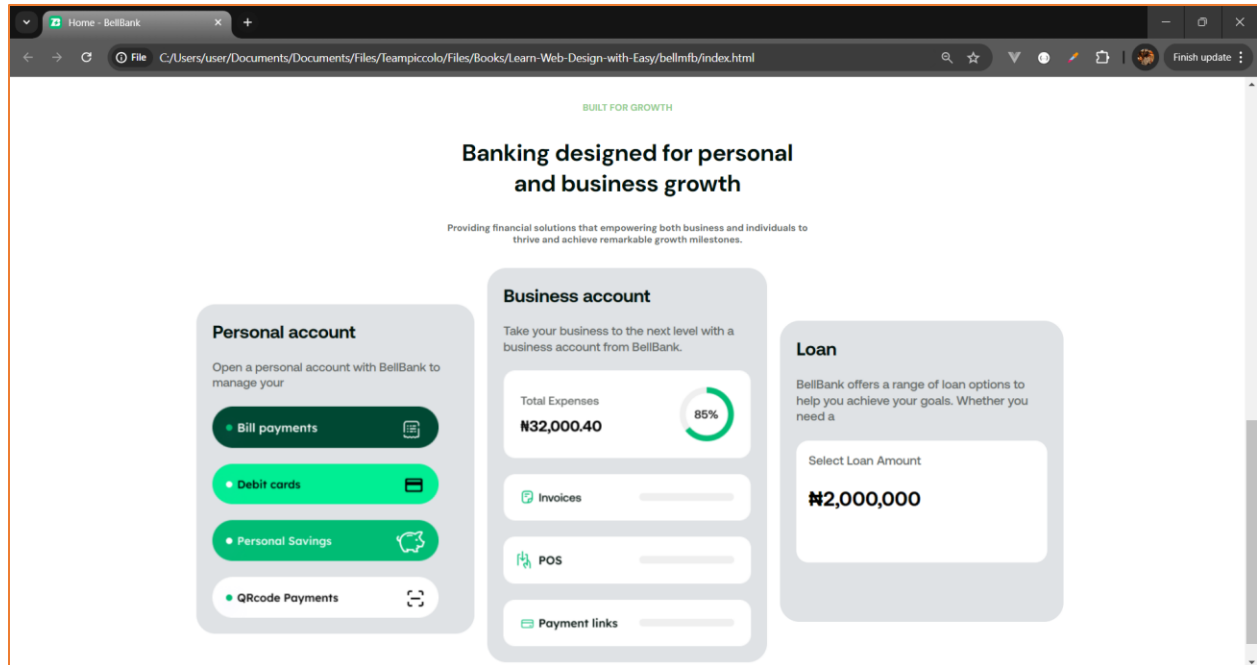 Home - BellBank
File
C:/Users/user/Documents/Documents/Files/Teampiccolo/Files/Books/Learn-Web-Design-with-Easy/bellmfb/index.html
Finish update
BUILT FOR GROWTH
Banking designed for personal
and business growth
Providing financial solutions that empowering both business and individuals to
thrive and achieve remarkable growth milestones.
Personal account
Open a personal account with BellBank to
manage your
Bill payments
Debit cards
Personal Savings
QRcode Payments
Business account
Take your business to the next level with a
business account from BellBank.
Total Expenses
₦32,000.40
85%
Invoices
POS
Payment links
Loan
BellBank offers a range of loan options to
help you achieve your goals. Whether you
need a
Select Loan Amount
₦2,000,000